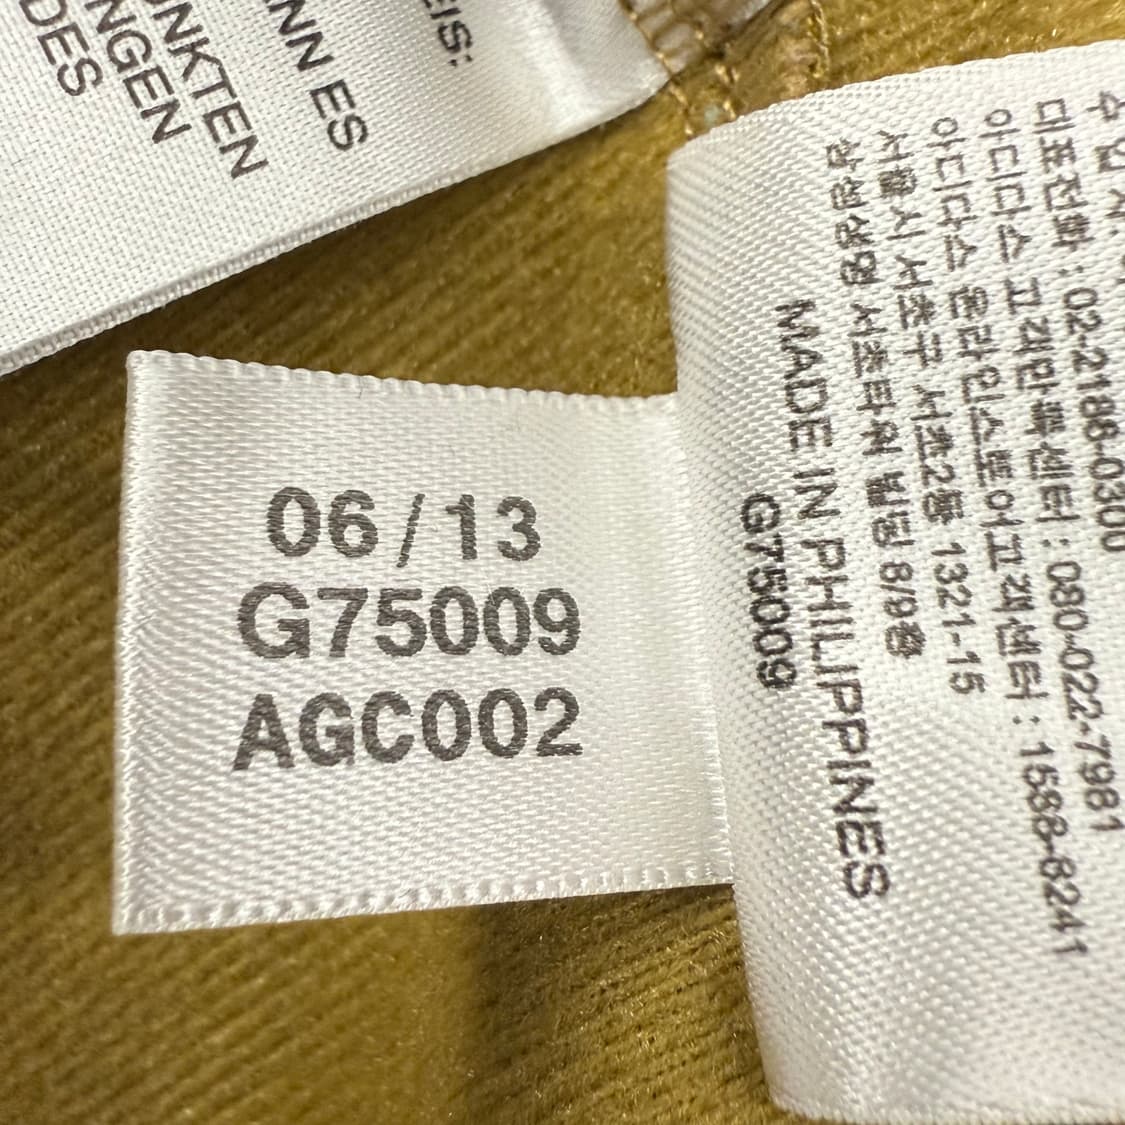 EIS:
NN ES
NKTEN
NGEN
DES
06/13
G75009
AGC002
대표전화 : 02-2188-0300
아디다스 고객만족센터 : 080-022-7981
아디다스 온라인스토어고객센터 : 1588-8241
서울시 서초구 서초2동 1321-15
삼성생명 서초타워 빌딩 8/9층
MADE IN PHILIPPINES
G75009